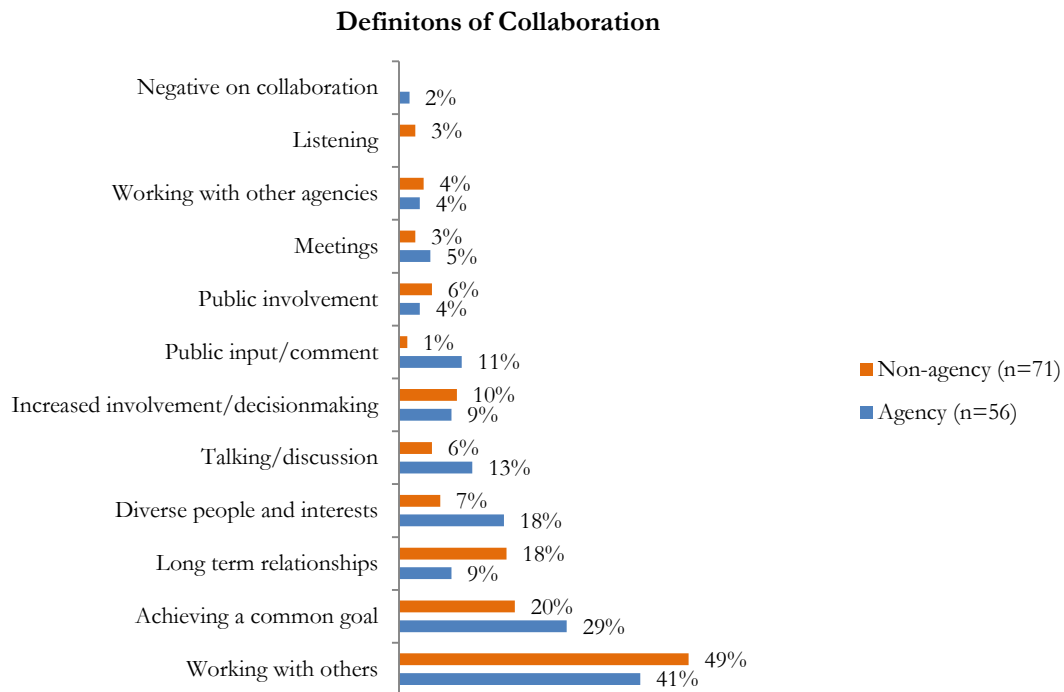 Definitons of Collaboration
Negative on collaboration
2%
Listening
3%
Working with other agencies
4%
4%
Meetings
3%
5%
Public involvement
6%
4%
Public input/comment
1%
11%
Increased involvement/decisionmaking
10%
9%
Talking/discussion
6%
13%
Diverse people and interests
7%
18%
Long term relationships
18%
9%
Achieving a common goal
20%
29%
Working with others
49%
41%
Non-agency (n=71)
Agency (n=56)